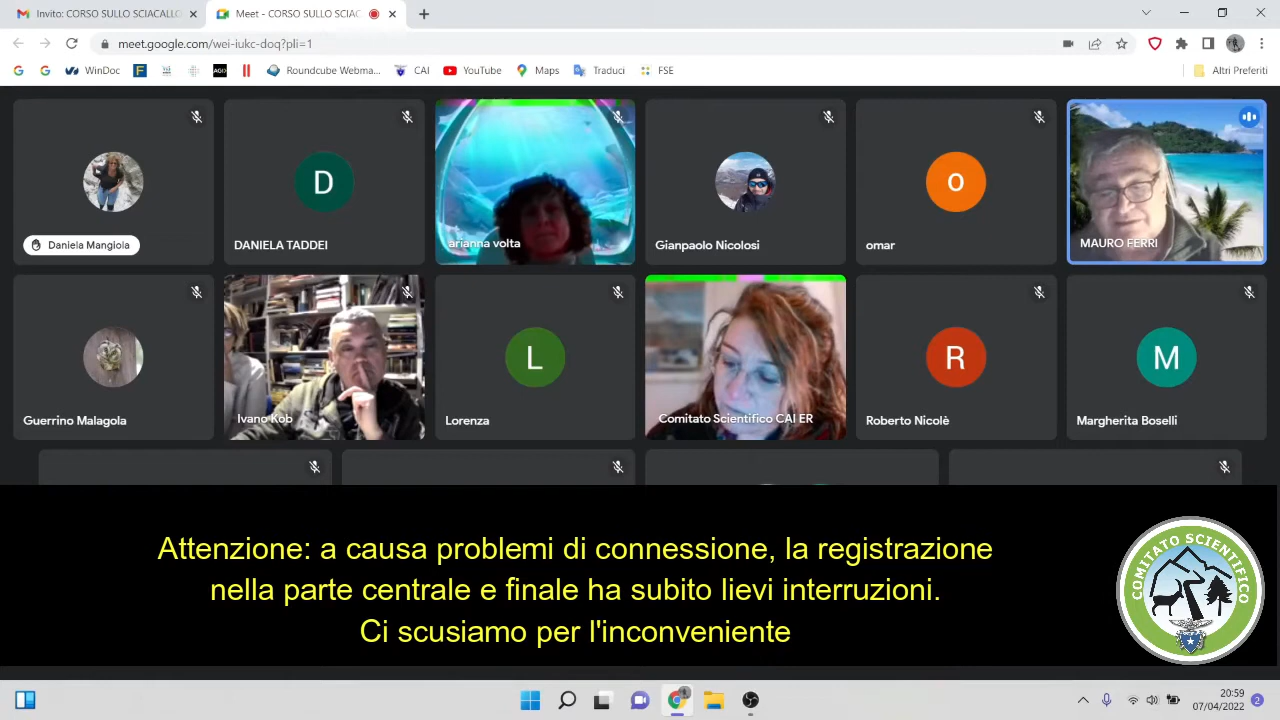 Invito: CORSO SULLO SCIACALLO
Meet - CORSO SULLO SCIAC
meet.google.com/wei-iukc-doq?pli=1
WinDoc
F
AGI
Roundcube Webma...
CAI
YouTube
Maps
Traduci
FSE
Altri Preferiti
Daniela Mangiola
D
DANIELA TADDEI
arianna volta
Gianpaolo Nicolosi
o
omar
MAURO FERRI
Guerrino Malagola
Ivano Kob
L
Lorenza
Comitato Scientifico CAI ER
R
Roberto Nicolè
M
Margherita Boselli
Attenzione: a causa problemi di connessione, la registrazione
nella parte centrale e finale ha subito lievi interruzioni.
Ci scusiamo per l'inconveniente
COMITATO SCIENTIFICO
20:59
07/04/2022
2